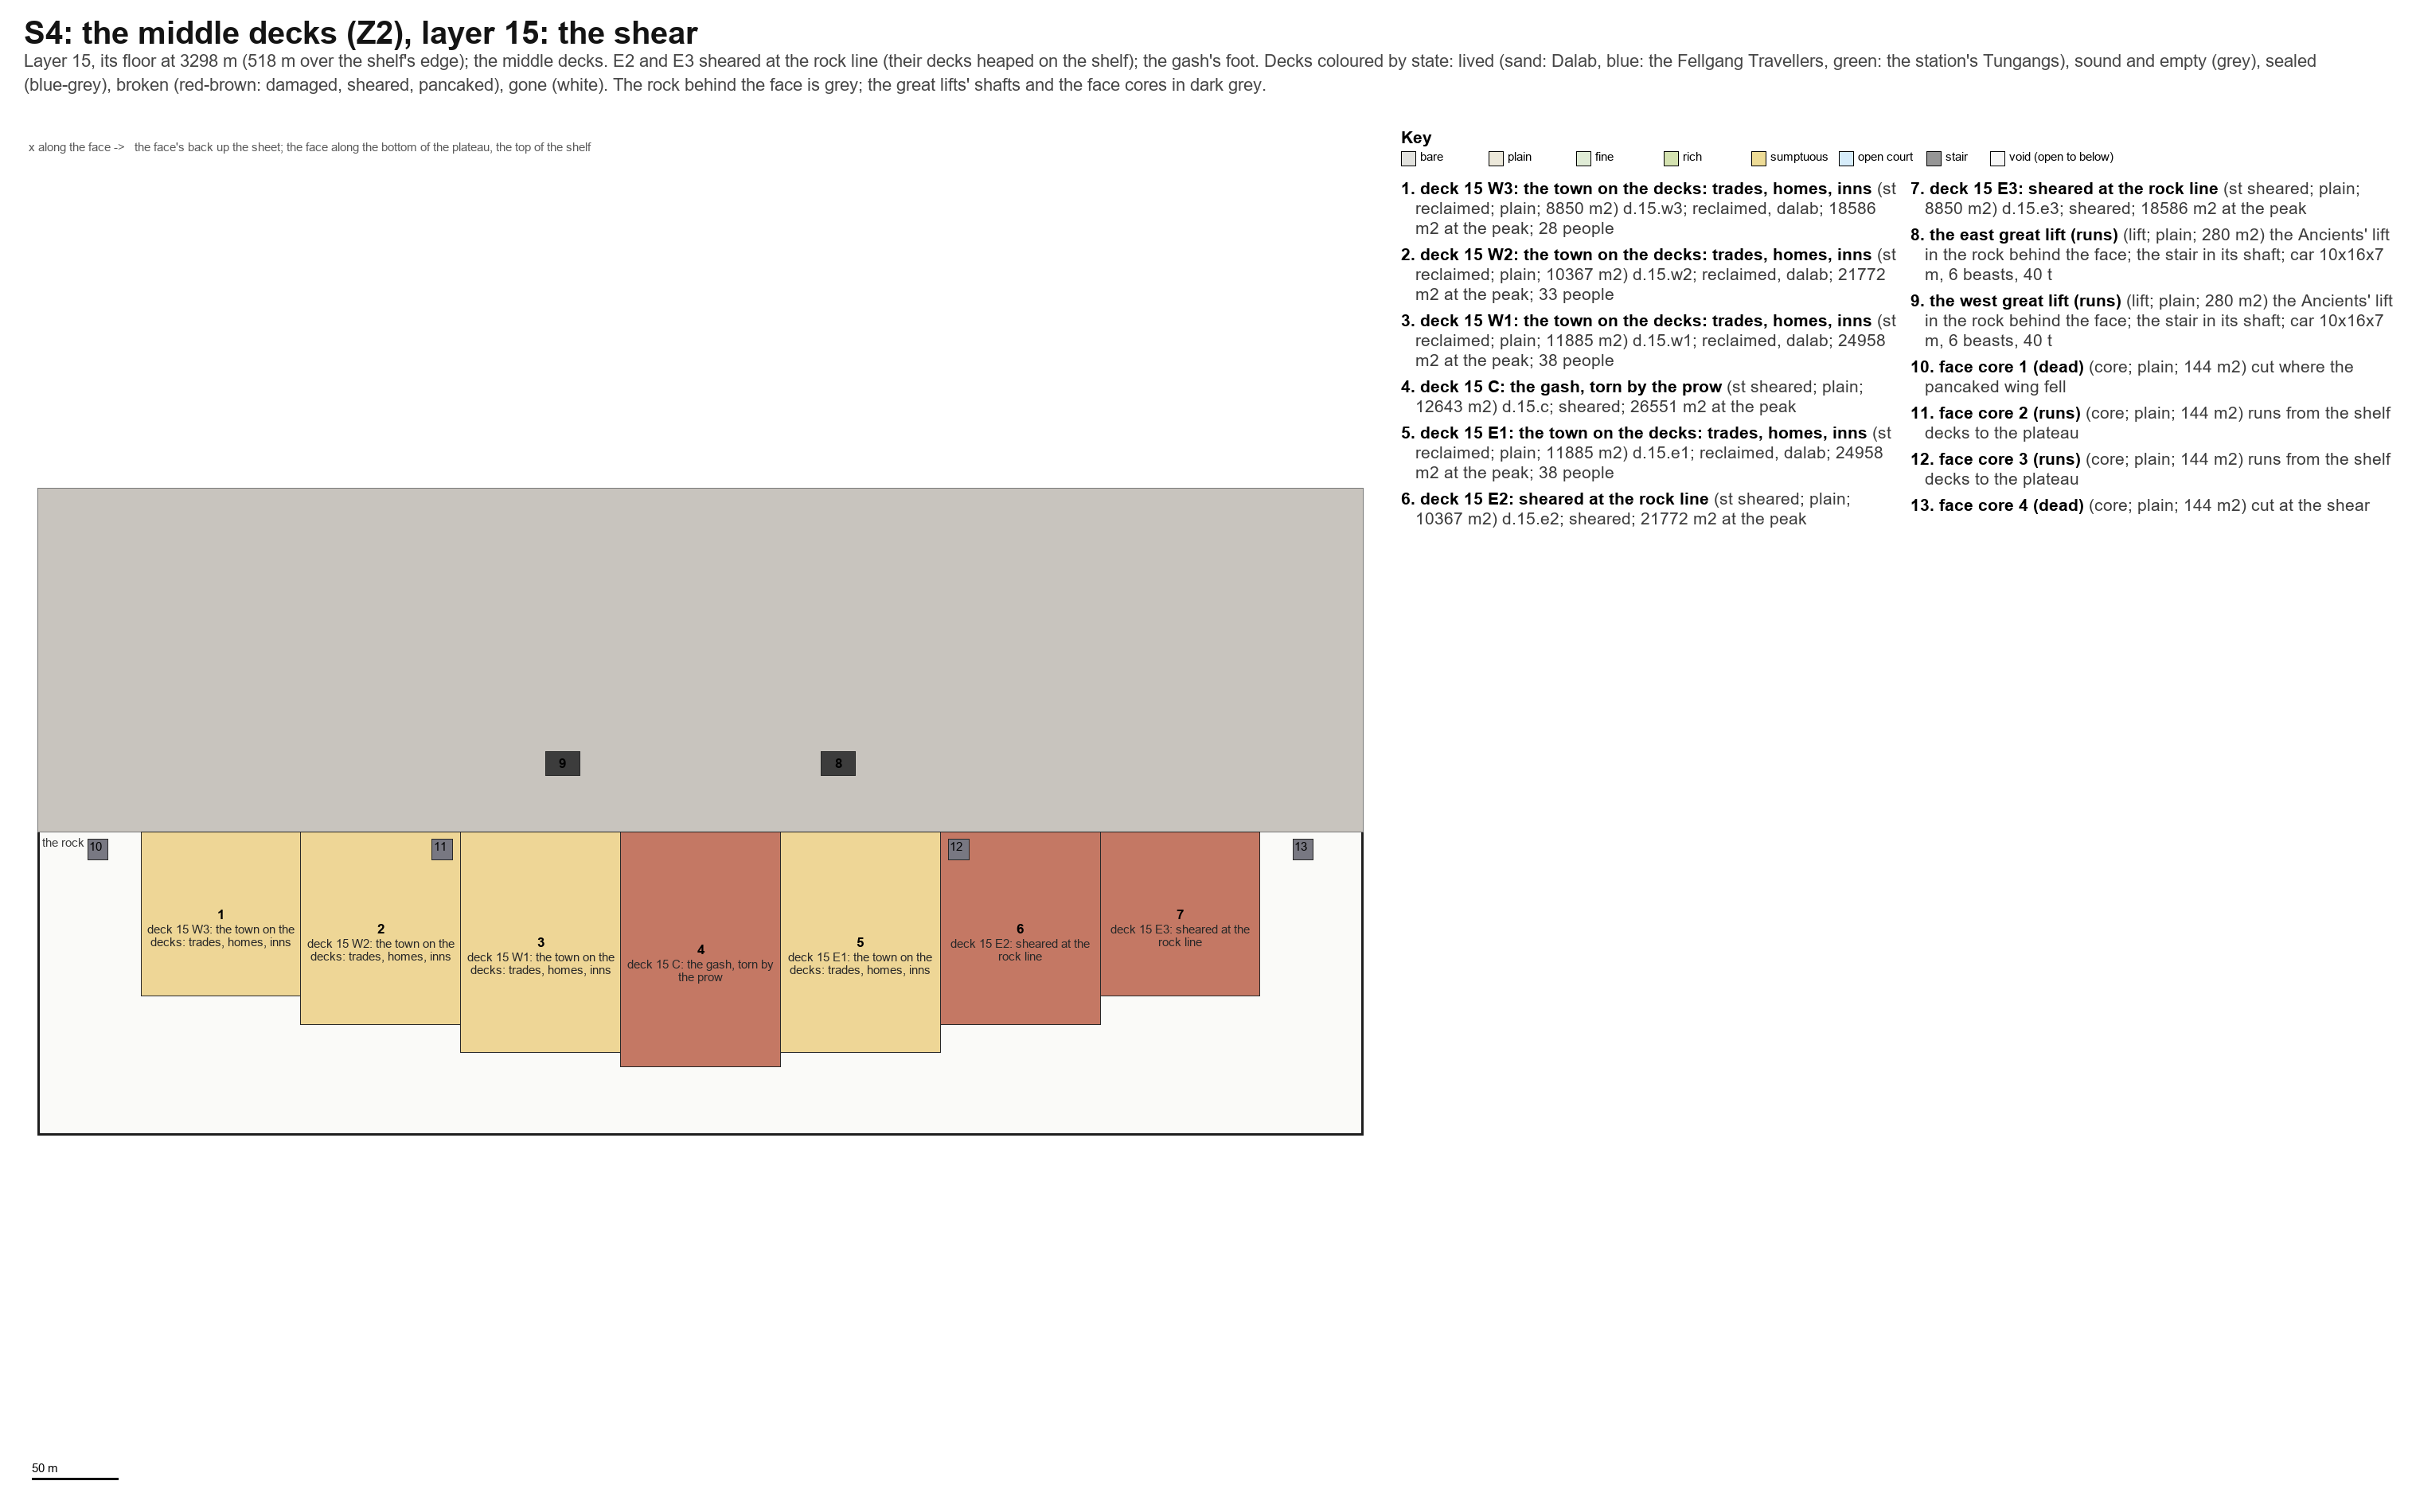 S4: the middle decks (Z2), layer 15: the shear
Layer 15, its floor at 3298 m (518 m over the shelf's edge); the middle decks. E2 and E3 sheared at the rock line (their decks heaped on the shelf); the gash's foot. Decks coloured by state: lived (sand: Dalab, blue: the Fellgang Travellers, green: the station's Tungangs), sound and empty (grey), sealed
(blue-grey), broken (red-brown: damaged, sheared, pancaked), gone (white). The rock behind the face is grey; the great lifts' shafts and the face cores in dark grey.
x along the face -> the face's back up the sheet; the face along the bottom of the plateau, the top of the shelf
9
8
the rock
10
11
12
13
1
deck 15 W3: the town on the
decks: trades, homes, inns
2
deck 15 W2: the town on the
decks: trades, homes, inns
3
deck 15 W1: the town on the
decks: trades, homes, inns
4
deck 15 C: the gash, torn by
the prow
5
deck 15 E1: the town on the
decks: trades, homes, inns
6
deck 15 E2: sheared at the
rock line
7
deck 15 E3: sheared at the
rock line
50 m
Key
bare
plain
fine
rich
sumptuous
open court
stair
void (open to below)
1. deck 15 W3: the town on the decks: trades, homes, inns (st
reclaimed; plain; 8850 m2) d.15.w3; reclaimed, dalab; 18586
m2 at the peak; 28 people
2. deck 15 W2: the town on the decks: trades, homes, inns (st
reclaimed; plain; 10367 m2) d.15.w2; reclaimed, dalab; 21772
m2 at the peak; 33 people
3. deck 15 W1: the town on the decks: trades, homes, inns (st
reclaimed; plain; 11885 m2) d.15.w1; reclaimed, dalab; 24958
m2 at the peak; 38 people
4. deck 15 C: the gash, torn by the prow (st sheared; plain;
12643 m2) d.15.c; sheared; 26551 m2 at the peak
5. deck 15 E1: the town on the decks: trades, homes, inns (st
reclaimed; plain; 11885 m2) d.15.e1; reclaimed, dalab; 24958
m2 at the peak; 38 people
6. deck 15 E2: sheared at the rock line (st sheared; plain;
10367 m2) d.15.e2; sheared; 21772 m2 at the peak
7. deck 15 E3: sheared at the rock line (st sheared; plain;
8850 m2) d.15.e3; sheared; 18586 m2 at the peak
8. the east great lift (runs) (lift; plain; 280 m2) the Ancients' lift
in the rock behind the face; the stair in its shaft; car 10x16x7
m, 6 beasts, 40 t
9. the west great lift (runs) (lift; plain; 280 m2) the Ancients' lift
in the rock behind the face; the stair in its shaft; car 10x16x7
m, 6 beasts, 40 t
10. face core 1 (dead) (core; plain; 144 m2) cut where the
pancaked wing fell
11. face core 2 (runs) (core; plain; 144 m2) runs from the shelf
decks to the plateau
12. face core 3 (runs) (core; plain; 144 m2) runs from the shelf
decks to the plateau
13. face core 4 (dead) (core; plain; 144 m2) cut at the shear